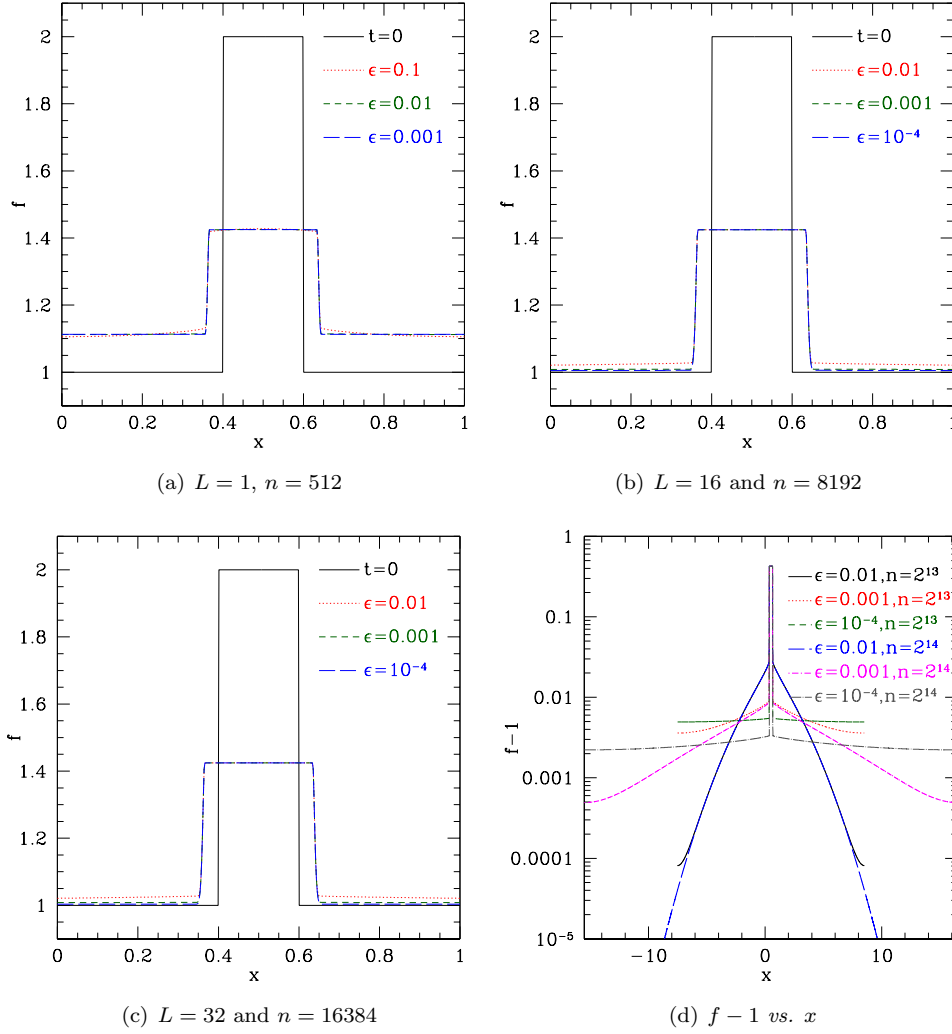 2
1.8
1.6
1.4
1.2
1
f
0
0.2
0.4
0.6
0.8
1
x
t=0
ϵ=0.1
ϵ=0.01
ϵ=0.001
(a) L = 1, n = 512
2
1.8
1.6
1.4
1.2
1
f
0
0.2
0.4
0.6
0.8
1
x
t=0
ϵ=0.01
ϵ=0.001
ϵ=10⁻⁴
(b) L = 16 and n = 8192
2
1.8
1.6
1.4
1.2
1
f
0
0.2
0.4
0.6
0.8
1
x
t=0
ϵ=0.01
ϵ=0.001
ϵ=10⁻⁴
(c) L = 32 and n = 16384
1
0.1
0.01
0.001
0.0001
10⁻⁵
f−1
−10
0
10
x
ϵ=0.01,n=2¹³
ϵ=0.001,n=2¹³
ϵ=10⁻⁴,n=2¹³
ϵ=0.01,n=2¹⁴
ϵ=0.001,n=2¹⁴
ϵ=10⁻⁴,n=2¹⁴
(d) f − 1 vs. x